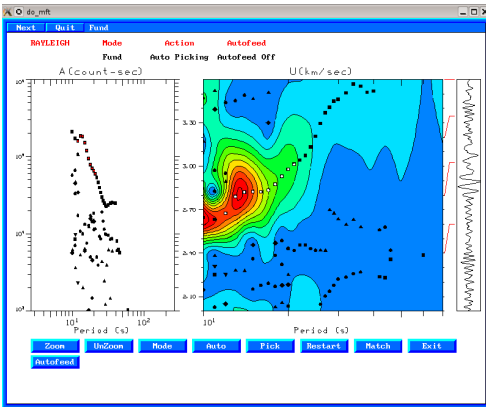 do_mft
Next Quit Fund
RAYLEIGH Mode Action Autofeed
Fund Auto Picking Autofeed Off
A(count-sec) U(km/sec)
3.30
3.00
2.70
2.40
2.10
10¹ 10² 10¹
Period (s) Period (s)
Zoom UnZoom Mode Auto Pick Restart Match Exit
Autofeed